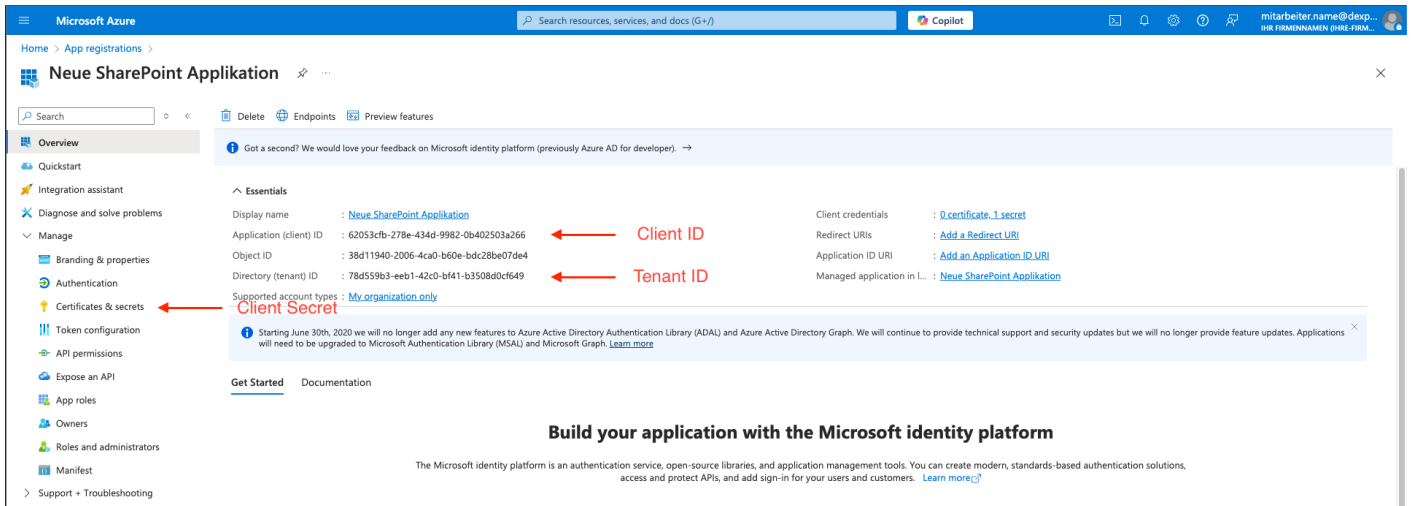 Microsoft Azure
Search resources, services, and docs (G+/)
Copilot
mitarbeiter.name@dexp...
IHR FIRMENNAMEN (IHRE-FIRM...
Home > App registrations >
Neue SharePoint Applikation
Search
Delete
Endpoints
Preview features
Overview
Quickstart
Integration assistant
Diagnose and solve problems
Manage
Branding & properties
Authentication
Certificates & secrets
Token configuration
API permissions
Expose an API
App roles
Owners
Roles and administrators
Manifest
Support + Troubleshooting
Got a second? We would love your feedback on Microsoft identity platform (previously Azure AD for developer). →
Essentials
Display name : Neue SharePoint Applikation
Application (client) ID : 62053cfb-278e-434d-9982-0b402503a266
Client ID
Object ID : 38d11940-2006-4ca0-b60e-bdc28be07de4
Directory (tenant) ID : 78d559b3-eeb1-42c0-bf41-b3508d0cf649
Tenant ID
Supported account types : My organization only
Client Secret
Client credentials : 0 certificate, 1 secret
Redirect URIs : Add a Redirect URI
Application ID URI : Add an Application ID URI
Managed application in l... : Neue SharePoint Applikation
Starting June 30th, 2020 we will no longer add any new features to Azure Active Directory Authentication Library (ADAL) and Azure Active Directory Graph. We will continue to provide technical support and security updates but we will no longer provide feature updates. Applications
will need to be upgraded to Microsoft Authentication Library (MSAL) and Microsoft Graph. Learn more
Get Started
Documentation
Build your application with the Microsoft identity platform
The Microsoft identity platform is an authentication service, open-source libraries, and application management tools. You can create modern, standards-based authentication solutions,
access and protect APIs, and add sign-in for your users and customers. Learn more